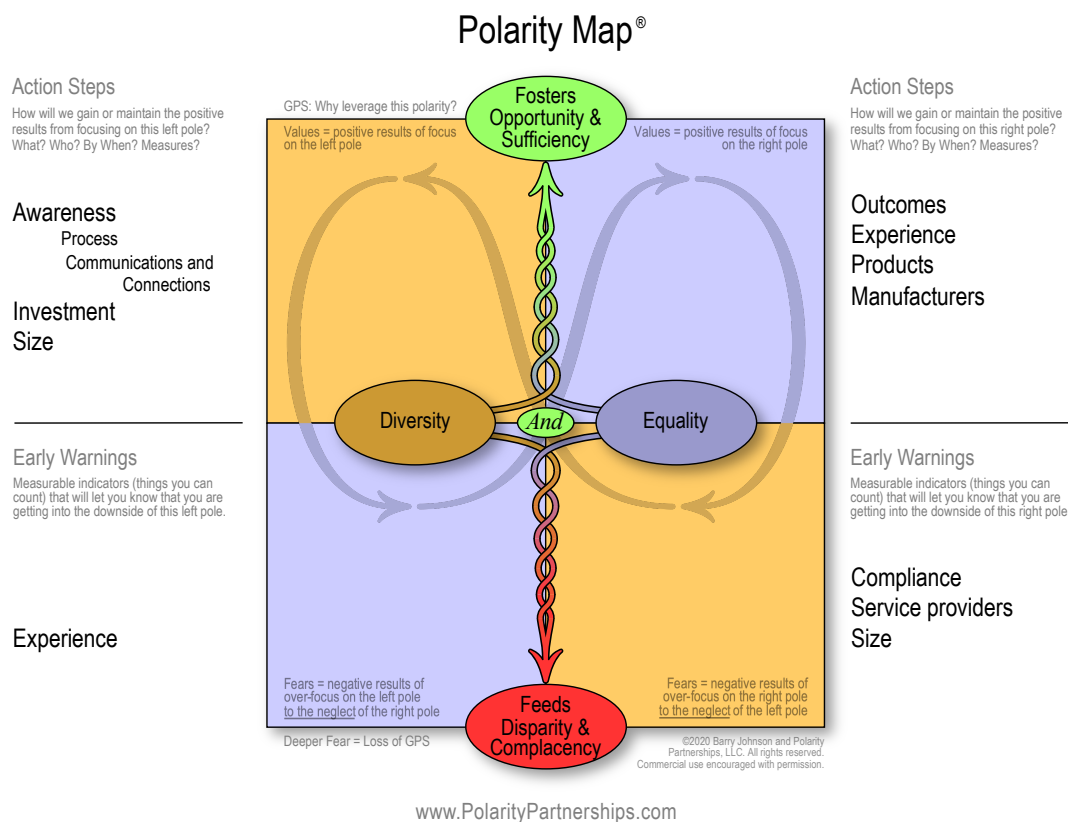 Polarity Map®
Action Steps
How will we gain or maintain the positive
results from focusing on this left pole?
What? Who? By When? Measures?
Awareness
Process
Communications and
Connections
Investment
Size
Early Warnings
Measurable indicators (things you can
count) that will let you know that you are
getting into the downside of this left pole.
Experience
GPS: Why leverage this polarity?
Values = positive results of focus
on the left pole
Fosters
Opportunity &
Sufficiency
Values = positive results of focus
on the right pole
Diversity
And
Equality
Fears = negative results of
over-focus on the left pole
to the neglect of the right pole
Deeper Fear = Loss of GPS
Feeds
Disparity &
Complacency
Fears = negative results of
over-focus on the right pole
to the neglect of the left pole
©2020 Barry Johnson and Polarity
Partnerships, LLC. All rights reserved.
Commercial use encouraged with permission.
Action Steps
How will we gain or maintain the positive
results from focusing on this right pole?
What? Who? By When? Measures?
Outcomes
Experience
Products
Manufacturers
Early Warnings
Measurable indicators (things you can
count) that will let you know that you are
getting into the downside of this right pole
Compliance
Service providers
Size
www.PolarityPartnerships.com